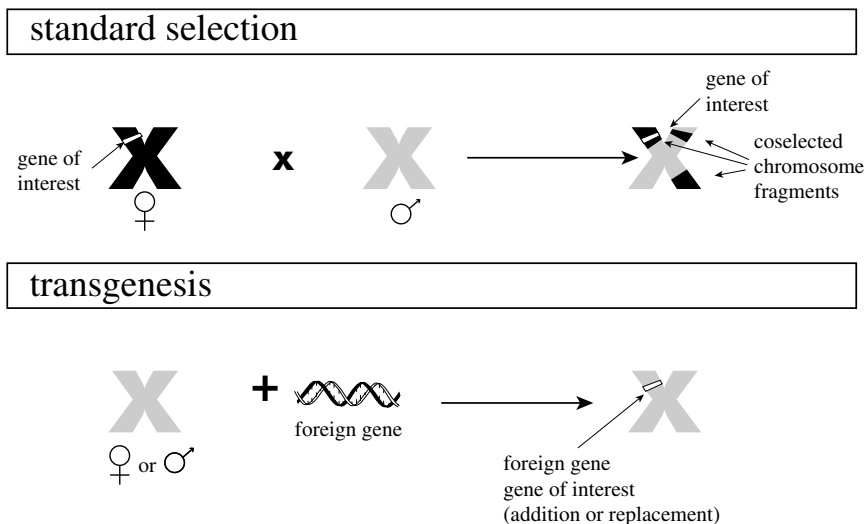 standard selection
gene of
interest
x
gene of
interest
coselected
chromosome
fragments
transgenesis
+
foreign gene
or
foreign gene
gene of interest
(addition or replacement)